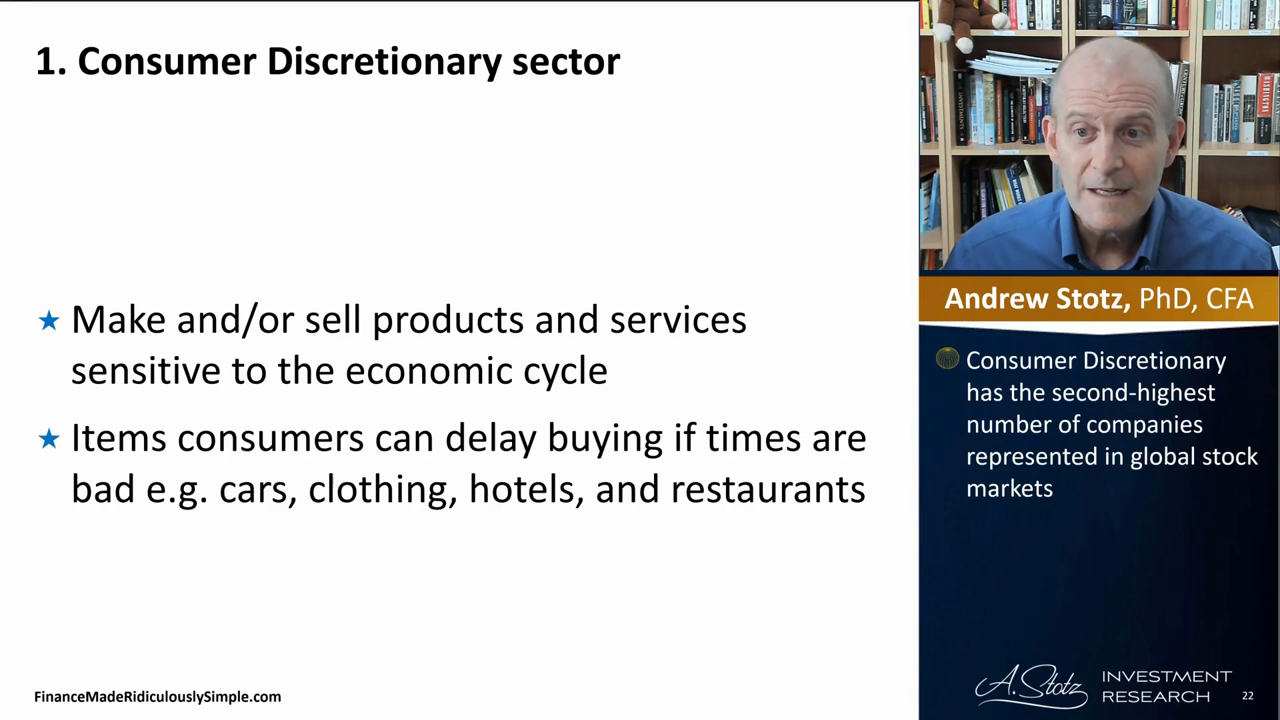 1. Consumer Discretionary sector
Make and/or sell products and services
sensitive to the economic cycle
Items consumers can delay buying if times are
bad e.g. cars, clothing, hotels, and restaurants
FinanceMadeRidiculouslySimple.com
Andrew Stotz, PhD, CFA
Consumer Discretionary
has the second-highest
number of companies
represented in global stock
markets
A. Stotz
INVESTMENT
RESEARCH
22